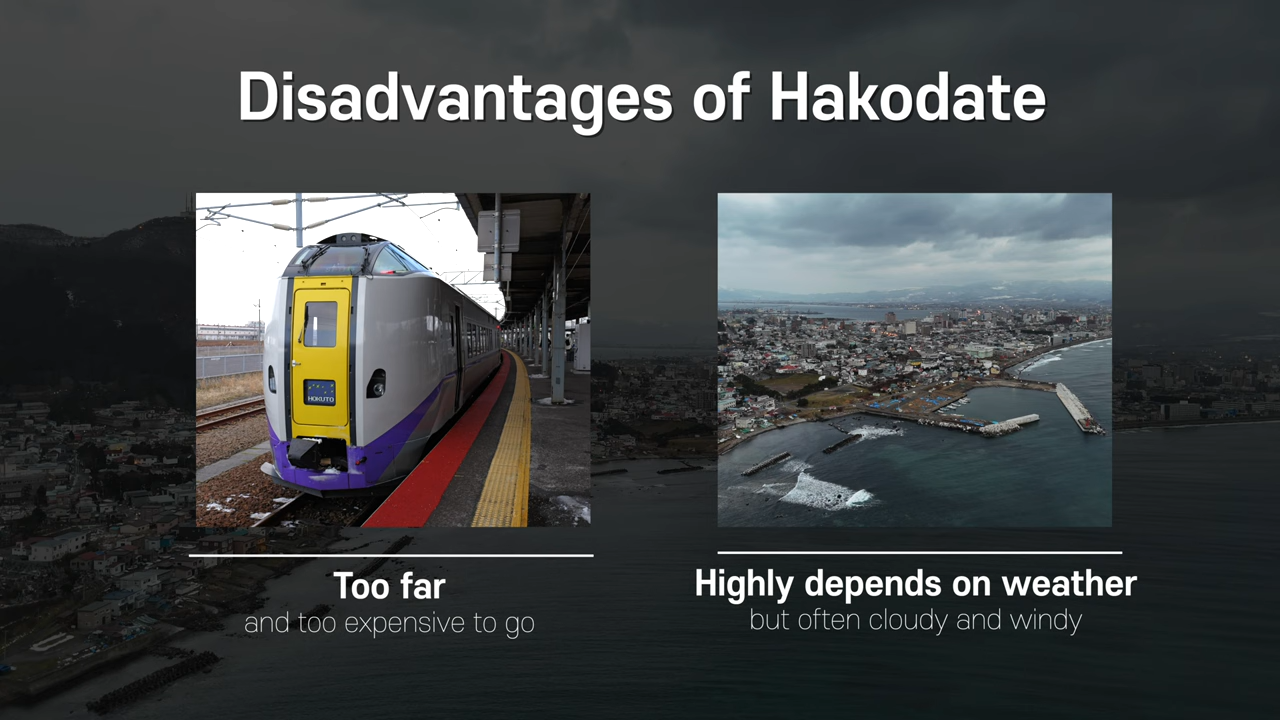 Disadvantages of Hakodate
HOKUTO
Too far
and too expensive to go
Highly depends on weather
but often cloudy and windy